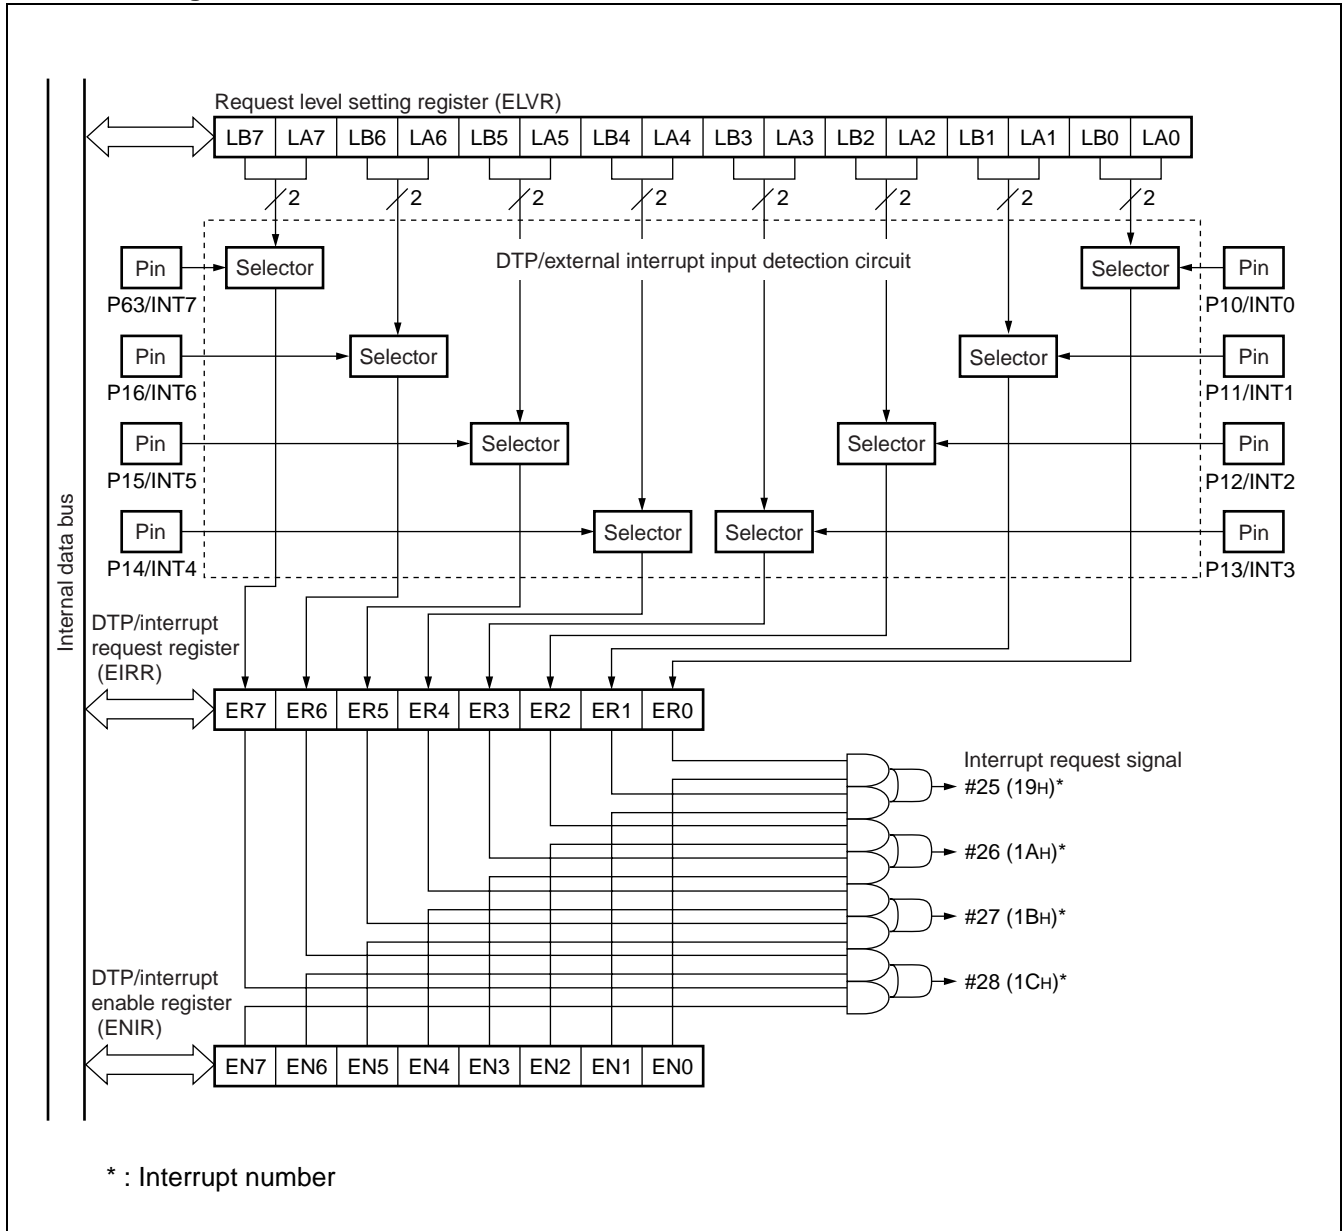 Request level setting register (ELVR)
LB7 LA7 LB6 LA6 LB5 LA5 LB4 LA4 LB3 LA3 LB2 LA2 LB1 LA1 LB0 LA0
2 2 2 2 2 2 2 2
DTP/external interrupt input detection circuit
Pin Selector Selector Pin
P63/INT7 P10/INT0
Pin Selector Selector Pin
P16/INT6 P11/INT1
Pin Selector Selector Pin
P15/INT5 P12/INT2
Pin Selector Selector Pin
P14/INT4 P13/INT3
Internal data bus
DTP/interrupt
request register
(EIRR)
ER7 ER6 ER5 ER4 ER3 ER2 ER1 ER0
Interrupt request signal
#25 (19H)*
#26 (1AH)*
#27 (1BH)*
#28 (1CH)*
DTP/interrupt
enable register
(ENIR)
EN7 EN6 EN5 EN4 EN3 EN2 EN1 EN0
* : Interrupt number